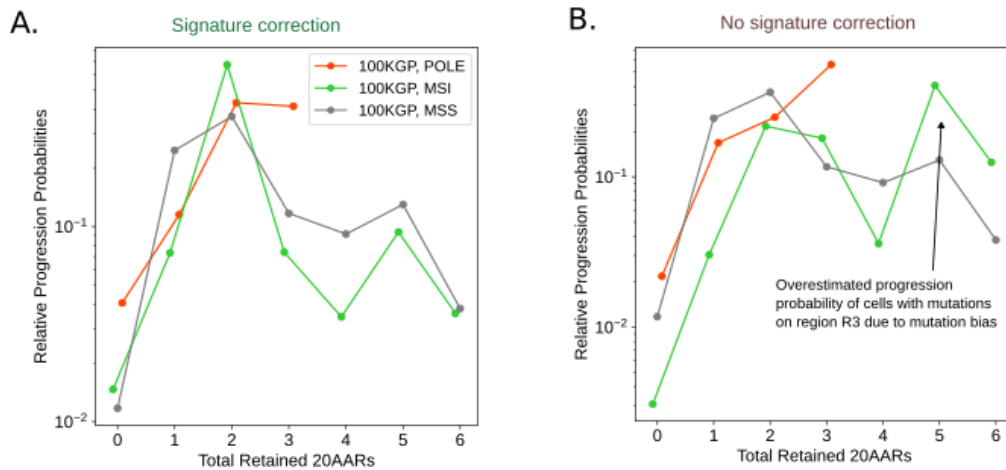 A.
Signature correction
100KGP, POLE
100KGP, MSI
100KGP, MSS
Relative Progression Probabilities
10⁻¹
10⁻²
0 1 2 3 4 5 6
Total Retained 20AARs
B.
No signature correction
Relative Progression Probabilities
10⁻¹
10⁻²
Overestimated progression
probability of cells with mutations
on region R3 due to mutation bias
0 1 2 3 4 5 6
Total Retained 20AARs